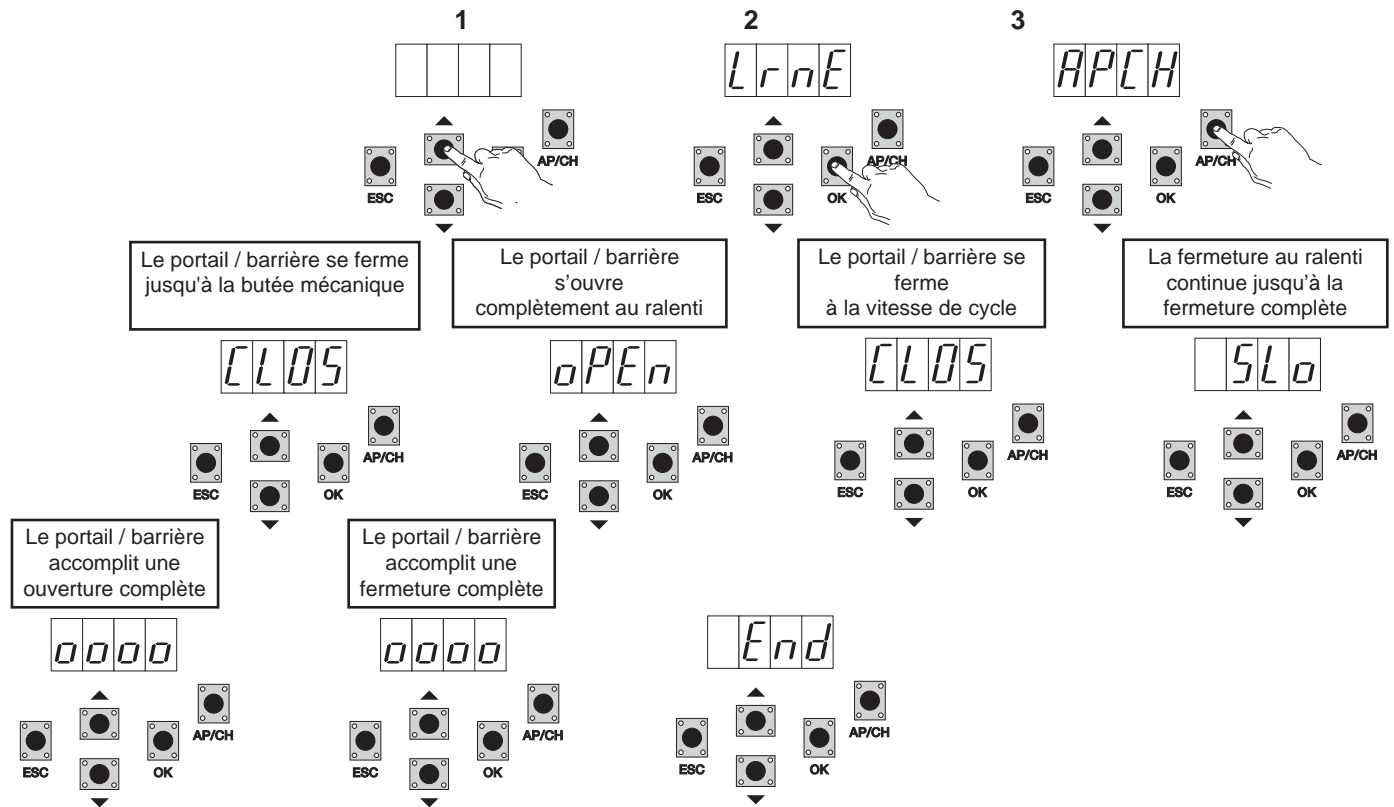 1
2
3
LrnE
APCH
AP/CH
ESC
AP/CH
ESC
OK
AP/CH
ESC
OK
Le portail / barrière se ferme
jusqu'à la butée mécanique
Le portail / barrière
s’ouvre
complètement au ralenti
Le portail / barrière se
ferme
à la vitesse de cycle
La fermeture au ralenti
continue jusqu’à la
fermeture complète
CLOS
oPEn
CLOS
SLo
AP/CH
ESC
OK
AP/CH
ESC
OK
AP/CH
ESC
OK
AP/CH
ESC
OK
Le portail / barrière
accomplit une
ouverture complète
Le portail / barrière
accomplit une
fermeture complète
oooo
oooo
End
AP/CH
ESC
OK
AP/CH
ESC
OK
AP/CH
ESC
OK